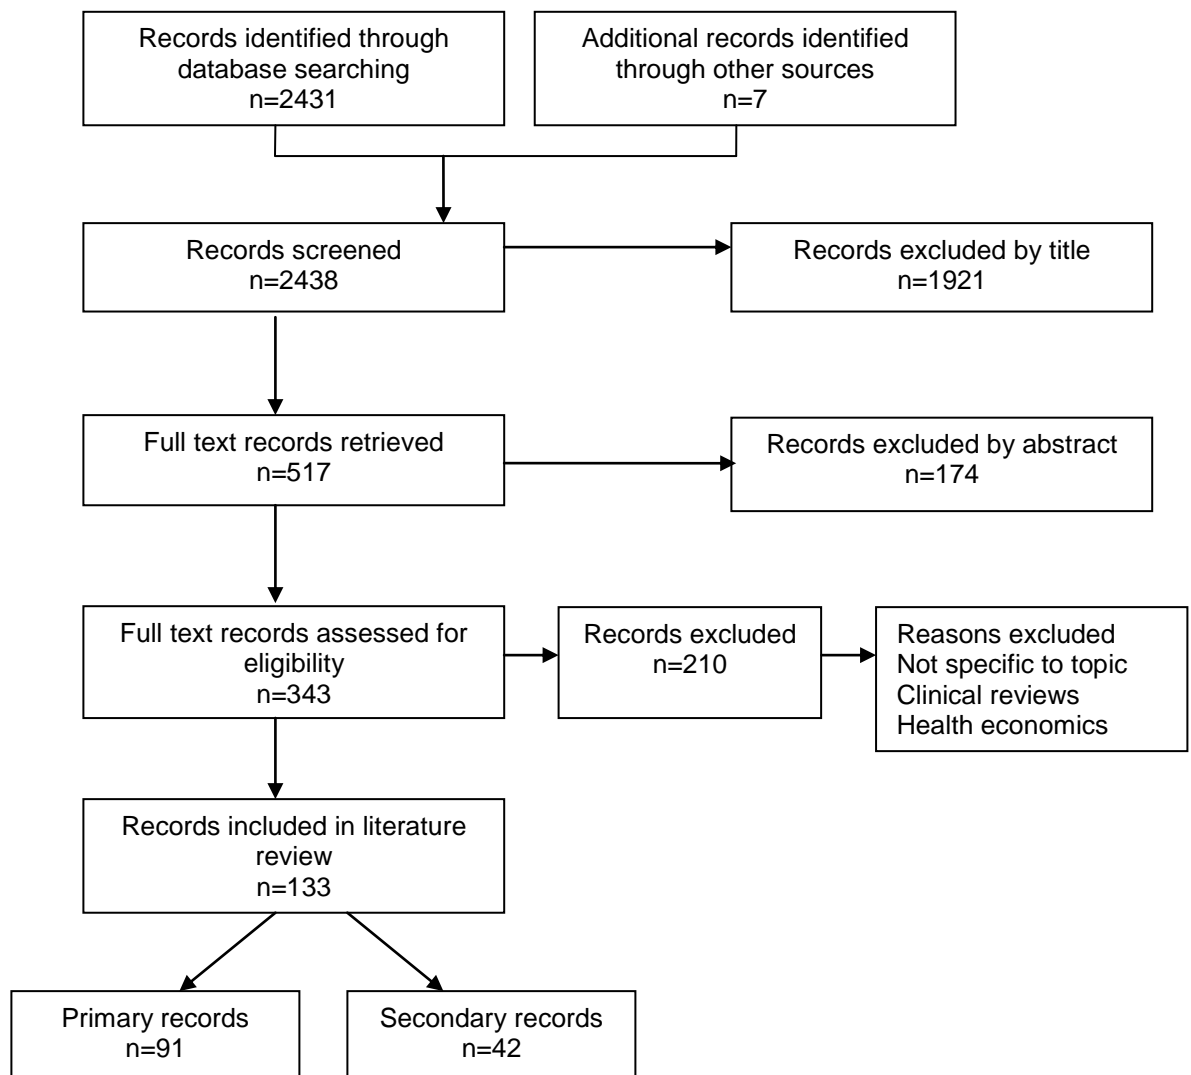 Records identified through
database searching
n=2431
Additional records identified
through other sources
n=7
Records screened
n=2438
Records excluded by title
n=1921
Full text records retrieved
n=517
Records excluded by abstract
n=174
Full text records assessed for
eligibility
n=343
Records excluded
n=210
Reasons excluded
Not specific to topic
Clinical reviews
Health economics
Records included in literature
review
n=133
Primary records
n=91
Secondary records
n=42